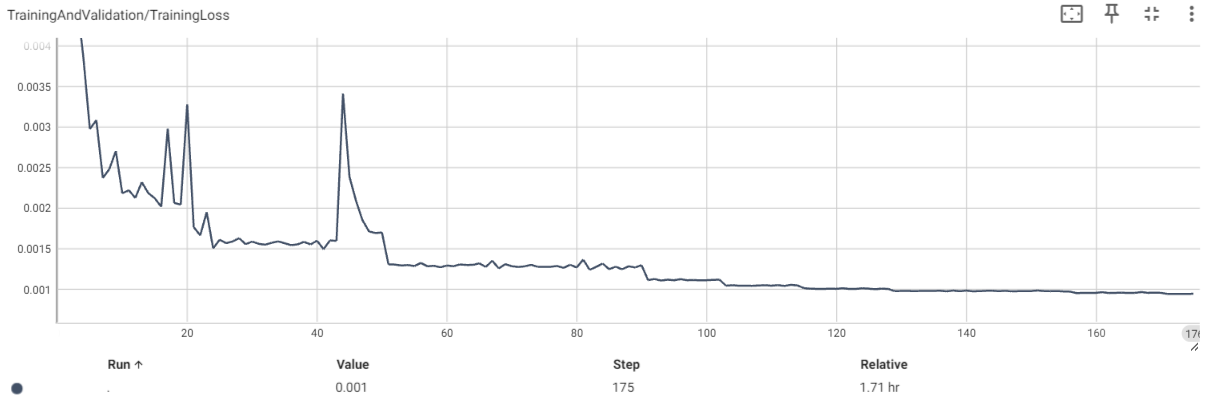 TrainingAndValidation/TrainingLoss
0.004
0.0035
0.003
0.0025
0.002
0.0015
0.001
20 40 60 80 100 120 140 160 176
Run ↑ Value Step Relative
. 0.001 175 1.71 hr